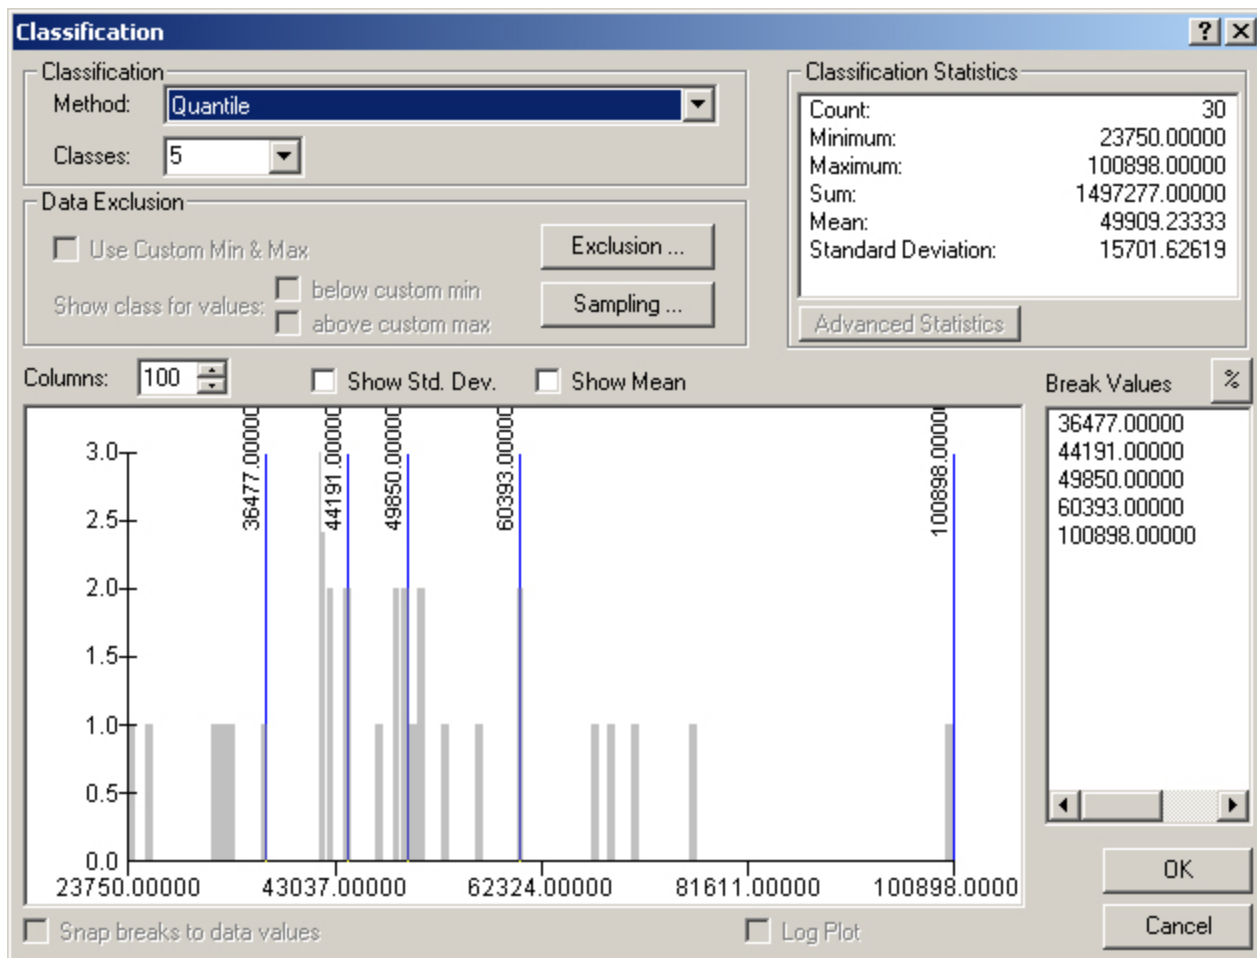 Classification
Classification
Method: Quantile
Classes: 5
Data Exclusion
Use Custom Min & Max
Exclusion ...
Show class for values:
below custom min
above custom max
Sampling ...
Classification Statistics
Count: 30
Minimum: 23750.00000
Maximum: 100898.00000
Sum: 1497277.00000
Mean: 49909.23333
Standard Deviation: 15701.62619
Advanced Statistics
Columns: 100
Show Std. Dev.
Show Mean
Break Values
%
36477.00000
44191.00000
49850.00000
60393.00000
100898.00000
36477.00000
44191.00000
49850.00000
60393.00000
100898.00000
3.0
2.5
2.0
1.5
1.0
0.5
0.0
23750.00000 43037.00000 62324.00000 81611.00000 100898.0000
Snap breaks to data values
Log Plot
OK
Cancel